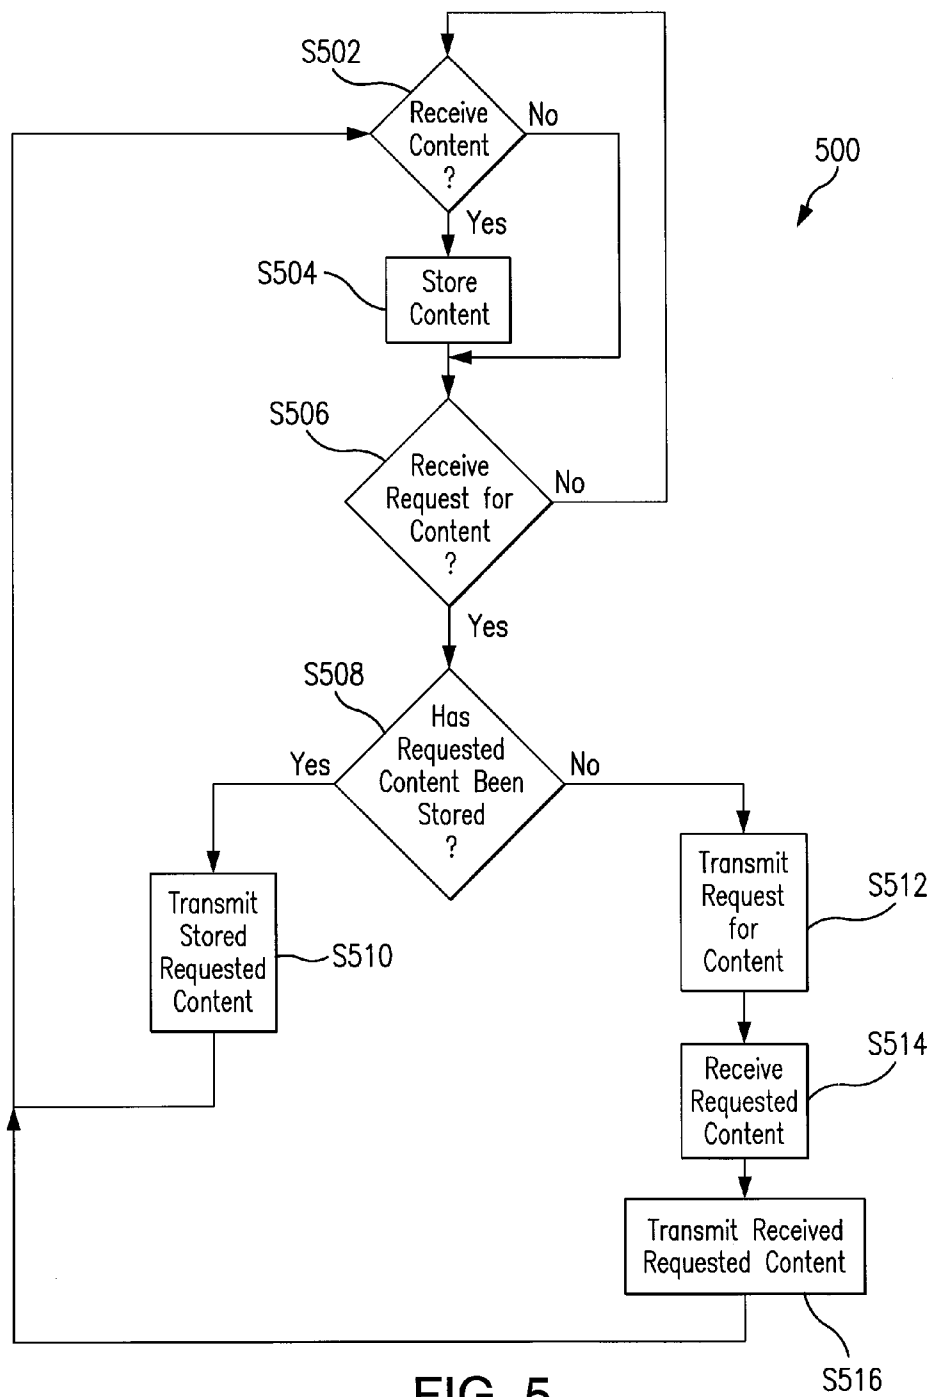 S502
Receive
Content
?
No
Yes
500
S504
Store
Content
S506
Receive
Request for
Content
?
No
Yes
S508
Has
Requested
Content Been
Stored
?
Yes
No
Transmit
Stored
Requested
Content
S510
Transmit
Request
for
Content
S512
Receive
Requested
Content
S514
Transmit Received
Requested Content
S516
FIG. 5